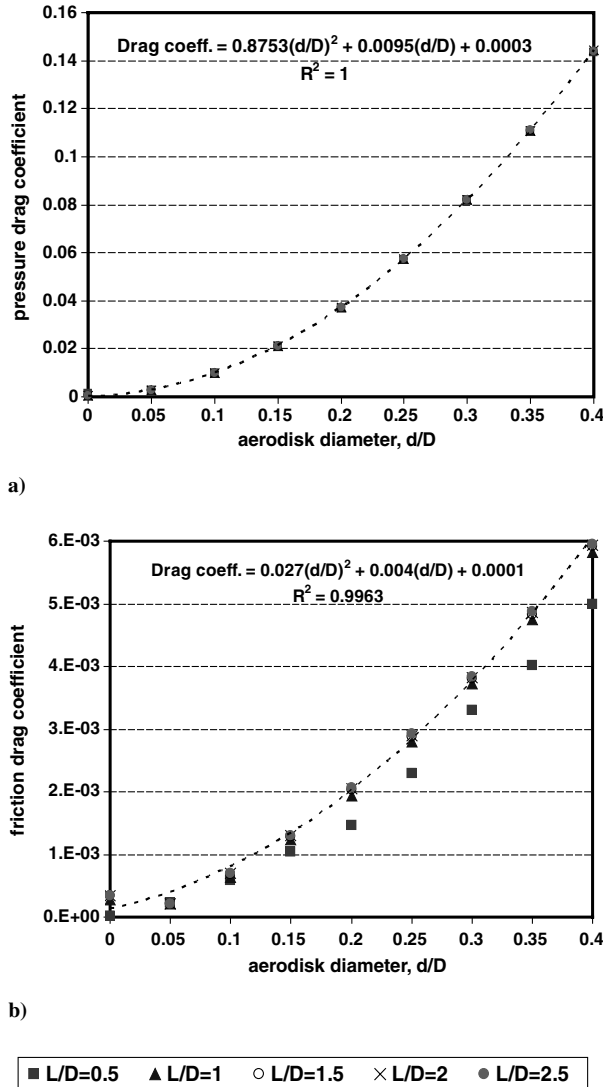 0.16
0.14
0.12
0.1
0.08
0.06
0.04
0.02
0
pressure drag coefficient
Drag coeff. = 0.8753(d/D)² + 0.0095(d/D) + 0.0003
R² = 1
0 0.05 0.1 0.15 0.2 0.25 0.3 0.35 0.4
aerodisk diameter, d/D
a)
6.E-03
5.E-03
4.E-03
3.E-03
2.E-03
1.E-03
0.E+00
friction drag coefficient
Drag coeff. = 0.027(d/D)² + 0.004(d/D) + 0.0001
R² = 0.9963
0 0.05 0.1 0.15 0.2 0.25 0.3 0.35 0.4
aerodisk diameter, d/D
b)
L/D=0.5 L/D=1 L/D=1.5 L/D=2 L/D=2.5